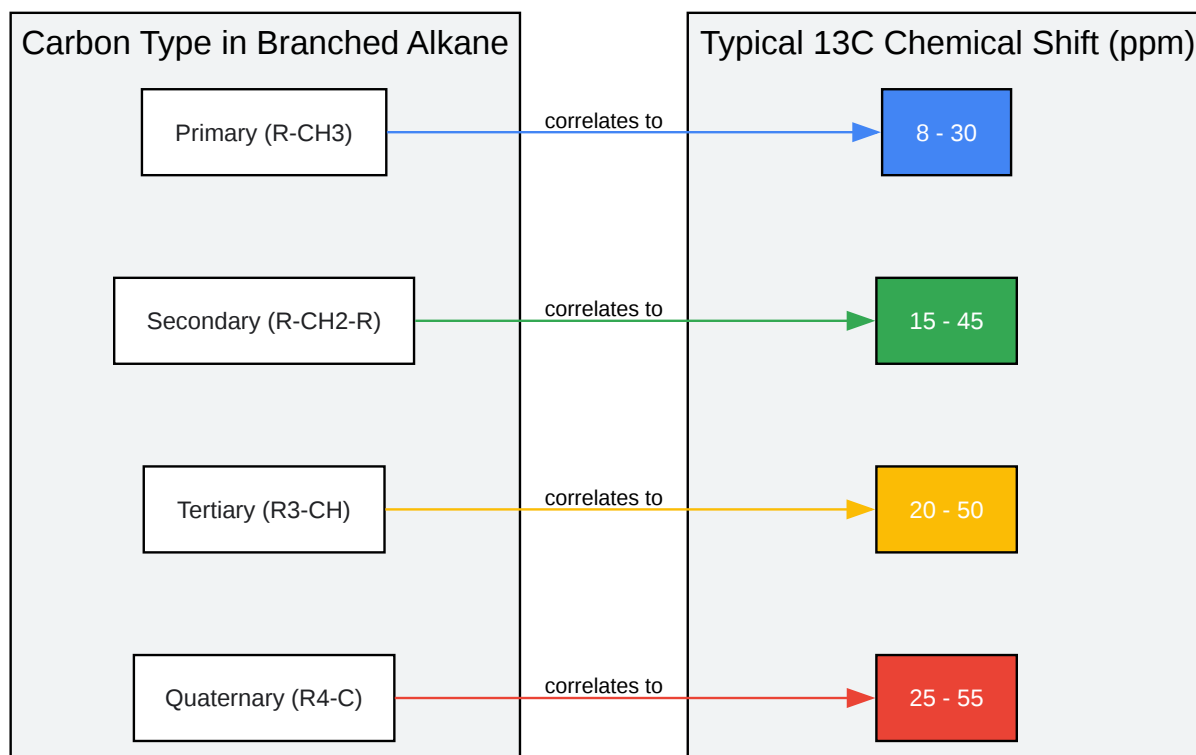 Carbon Type in Branched Alkane
Typical 13C Chemical Shift (ppm)
Primary (R-CH3)
correlates to
8 - 30
Secondary (R-CH2-R)
correlates to
15 - 45
Tertiary (R3-CH)
correlates to
20 - 50
Quaternary (R4-C)
correlates to
25 - 55